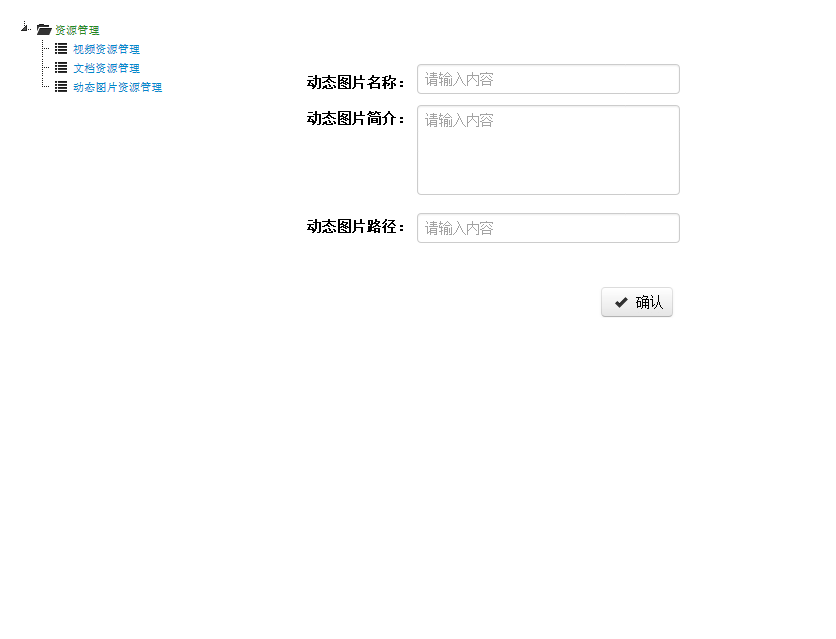 资源管理
视频资源管理
文档资源管理
动态图片资源管理
动态图片名称： 请输入内容
动态图片简介： 请输入内容
动态图片路径： 请输入内容
确认